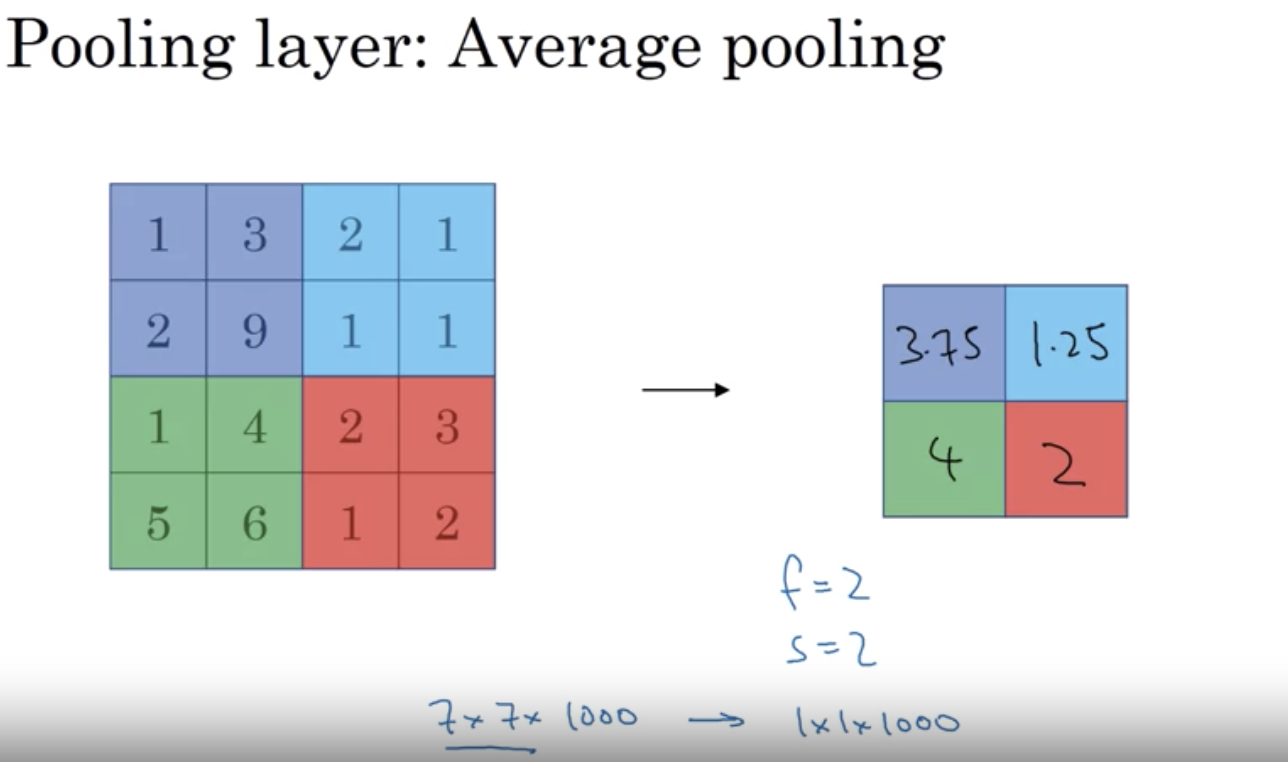 Pooling layer: Average pooling
1 3 2 1
2 9 1 1
1 4 2 3
5 6 1 2
3.75 1.25
4 2
f=2
s=2
7×7×1000 → 1×1×1000